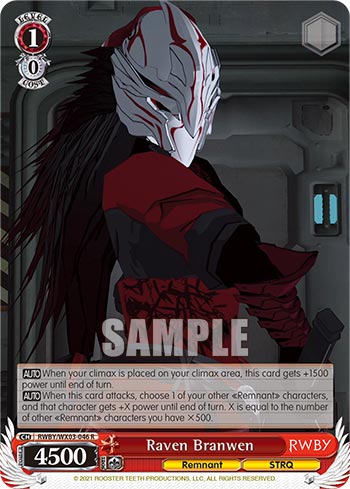 LEVEL
1
0
COST
SAMPLE
AUTO When your climax is placed on your climax area, this card gets +1500
power until end of turn.
AUTO When this card attacks, choose 1 of your other «Remnant» characters,
and that character gets +X power until end of turn. X is equal to the number
of other «Remnant» characters you have ×500.
CH RWBY/WX03-046 R
Raven Branwen
RWBY
4500
Remnant
STRQ
© 2021 ROOSTER TEETH PRODUCTIONS, LLC, ALL RIGHTS RESERVED.